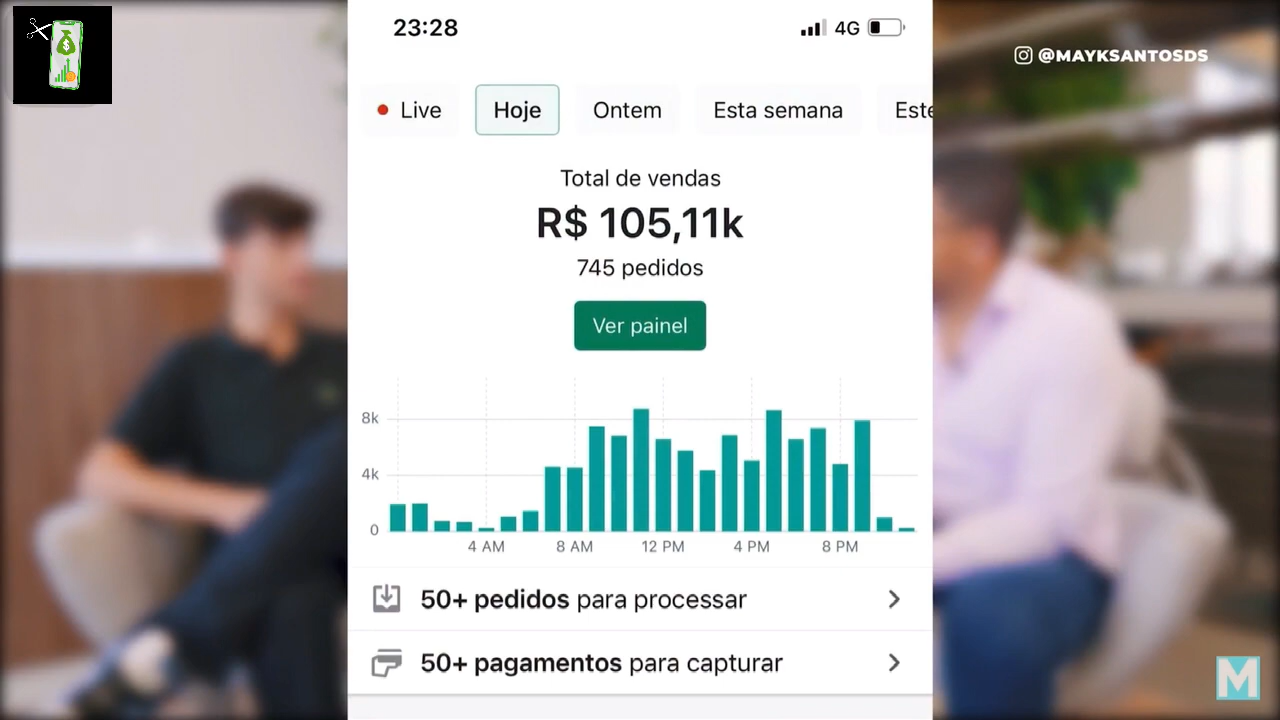 23:28
4G
@MAYKSANTOSDS
Live
Hoje
Ontem
Esta semana
Este
Total de vendas
R$ 105,11k
745 pedidos
Ver painel
8k
4k
0
4 AM
8 AM
12 PM
4 PM
8 PM
50+ pedidos para processar
50+ pagamentos para capturar
M